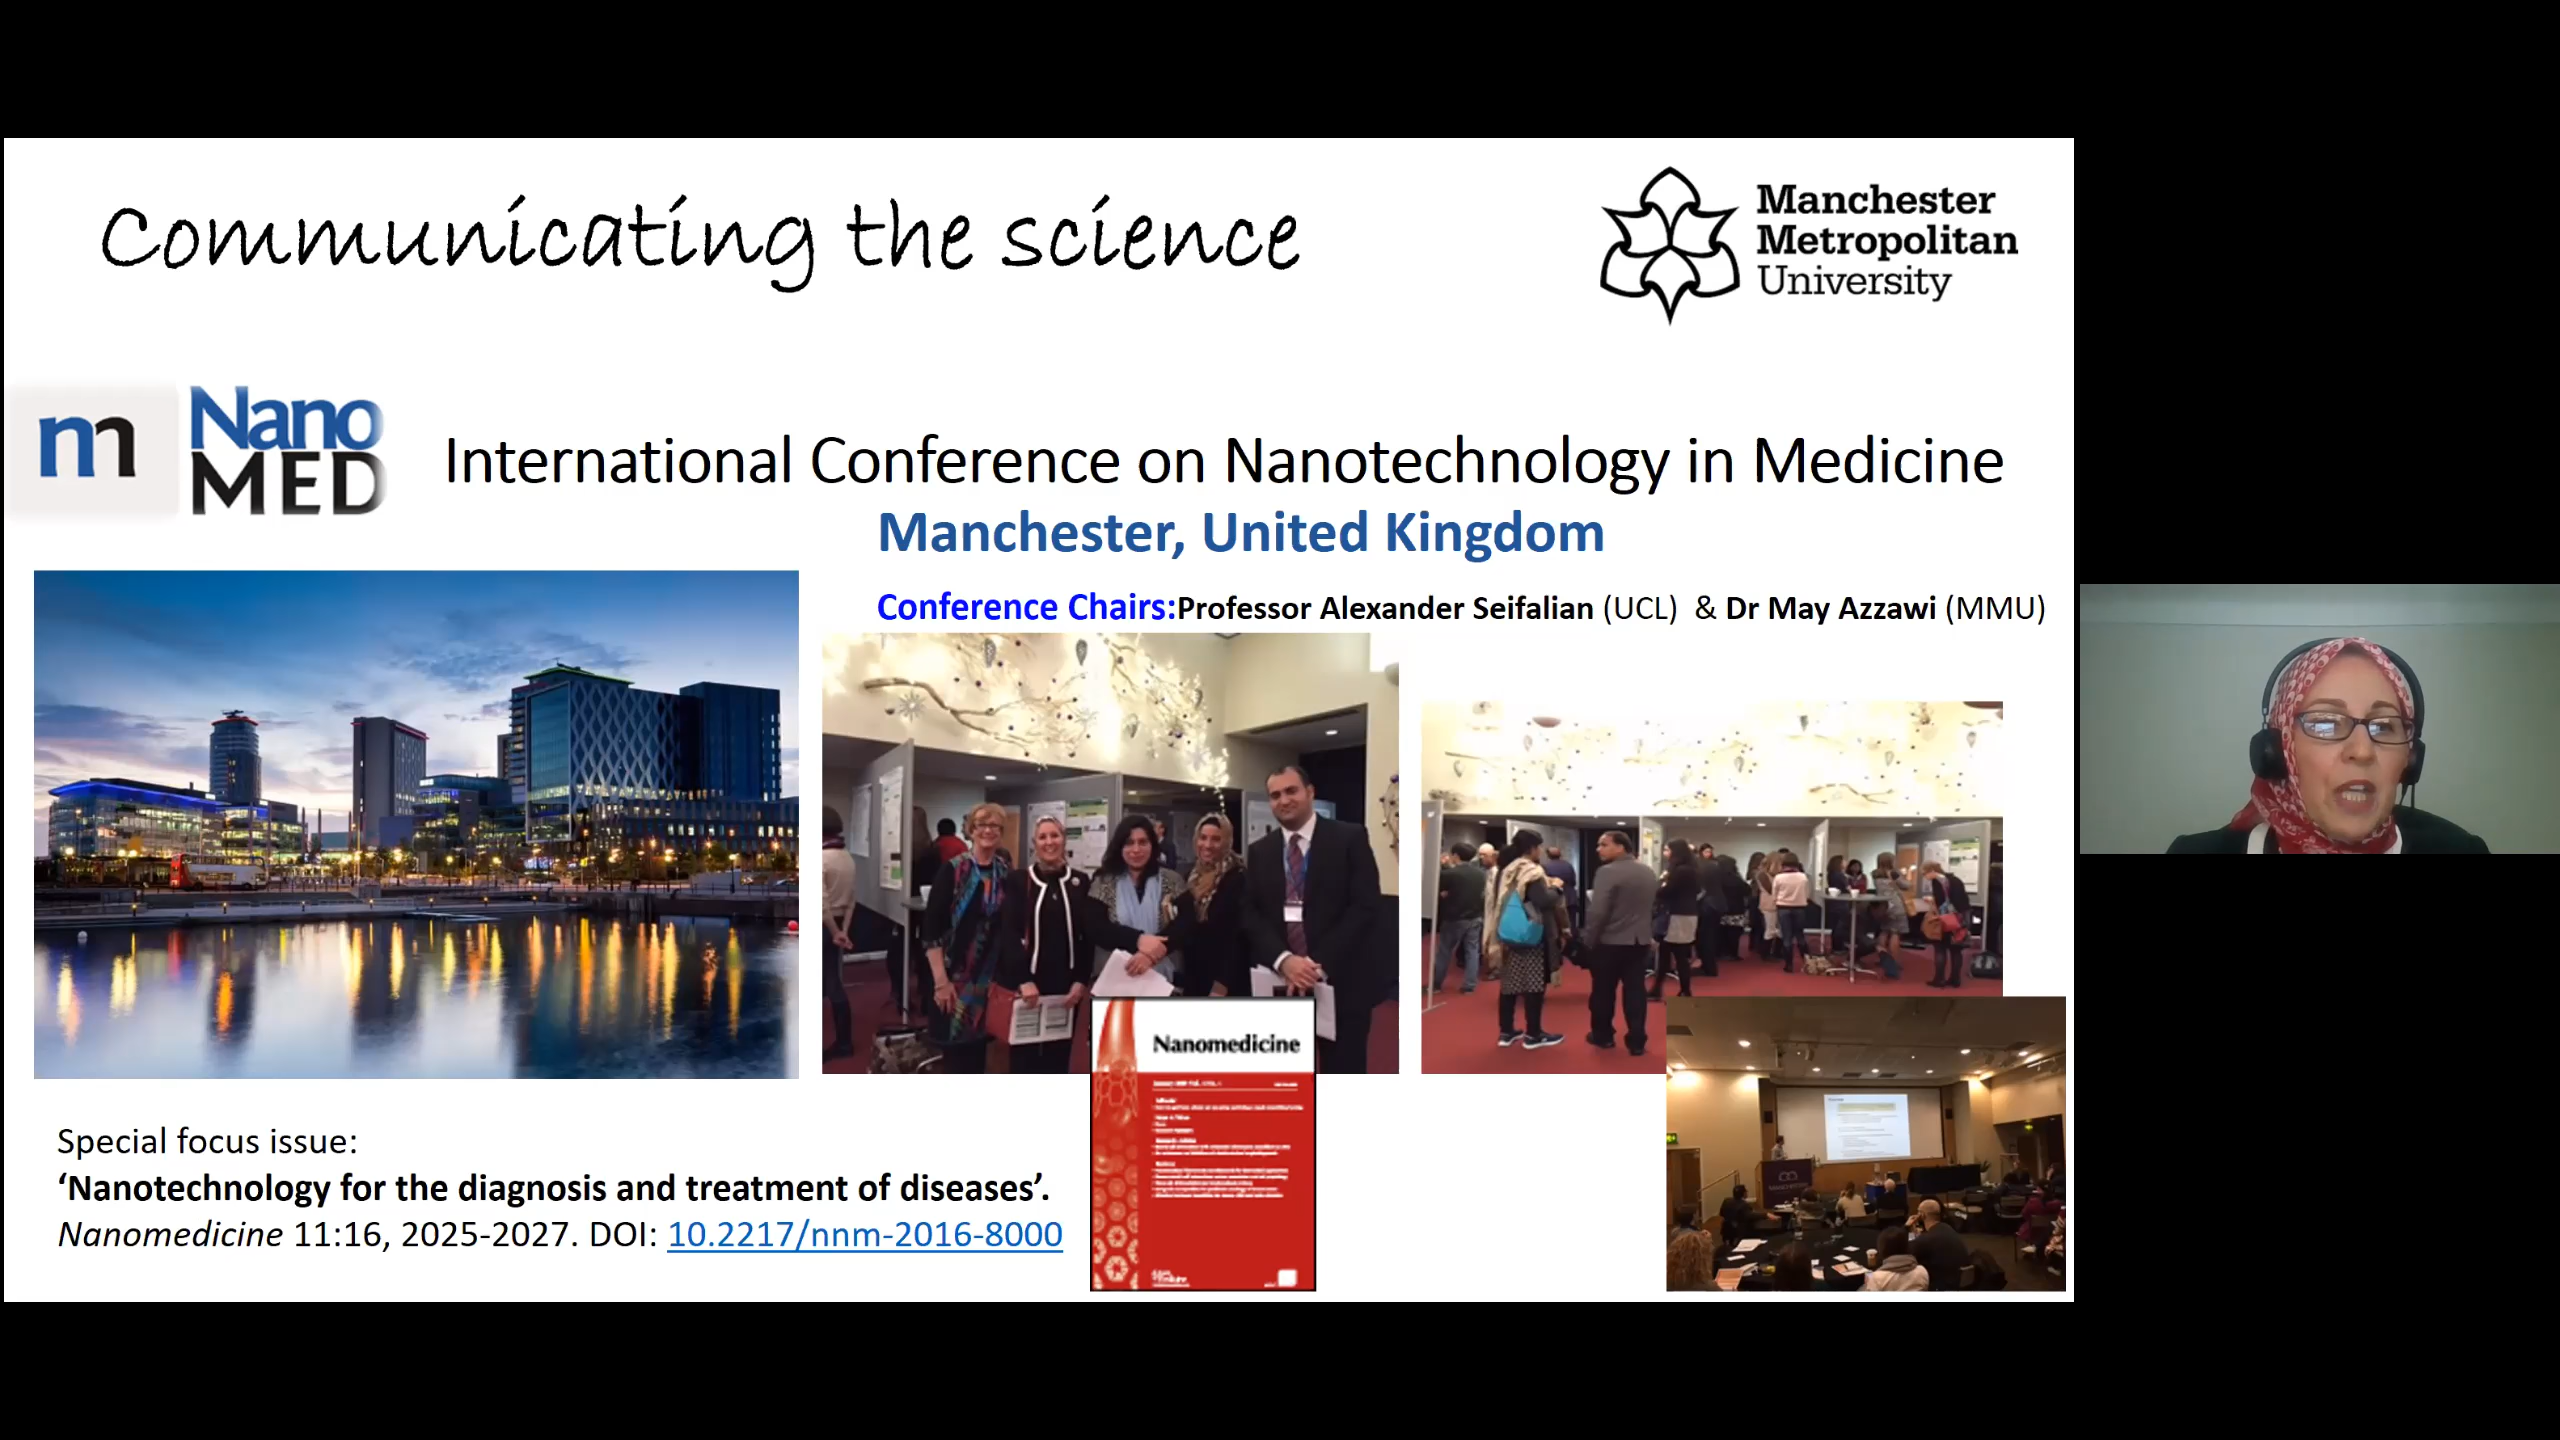 Communicating the science
Manchester
Metropolitan
University
m
Nano
MED
International Conference on Nanotechnology in Medicine
Manchester, United Kingdom
Conference Chairs:Professor Alexander Seifalian (UCL) & Dr May Azzawi (MMU)
Nanomedicine
Special focus issue:
‘Nanotechnology for the diagnosis and treatment of diseases’.
Nanomedicine 11:16, 2025-2027. DOI: 10.2217/nnm-2016-8000